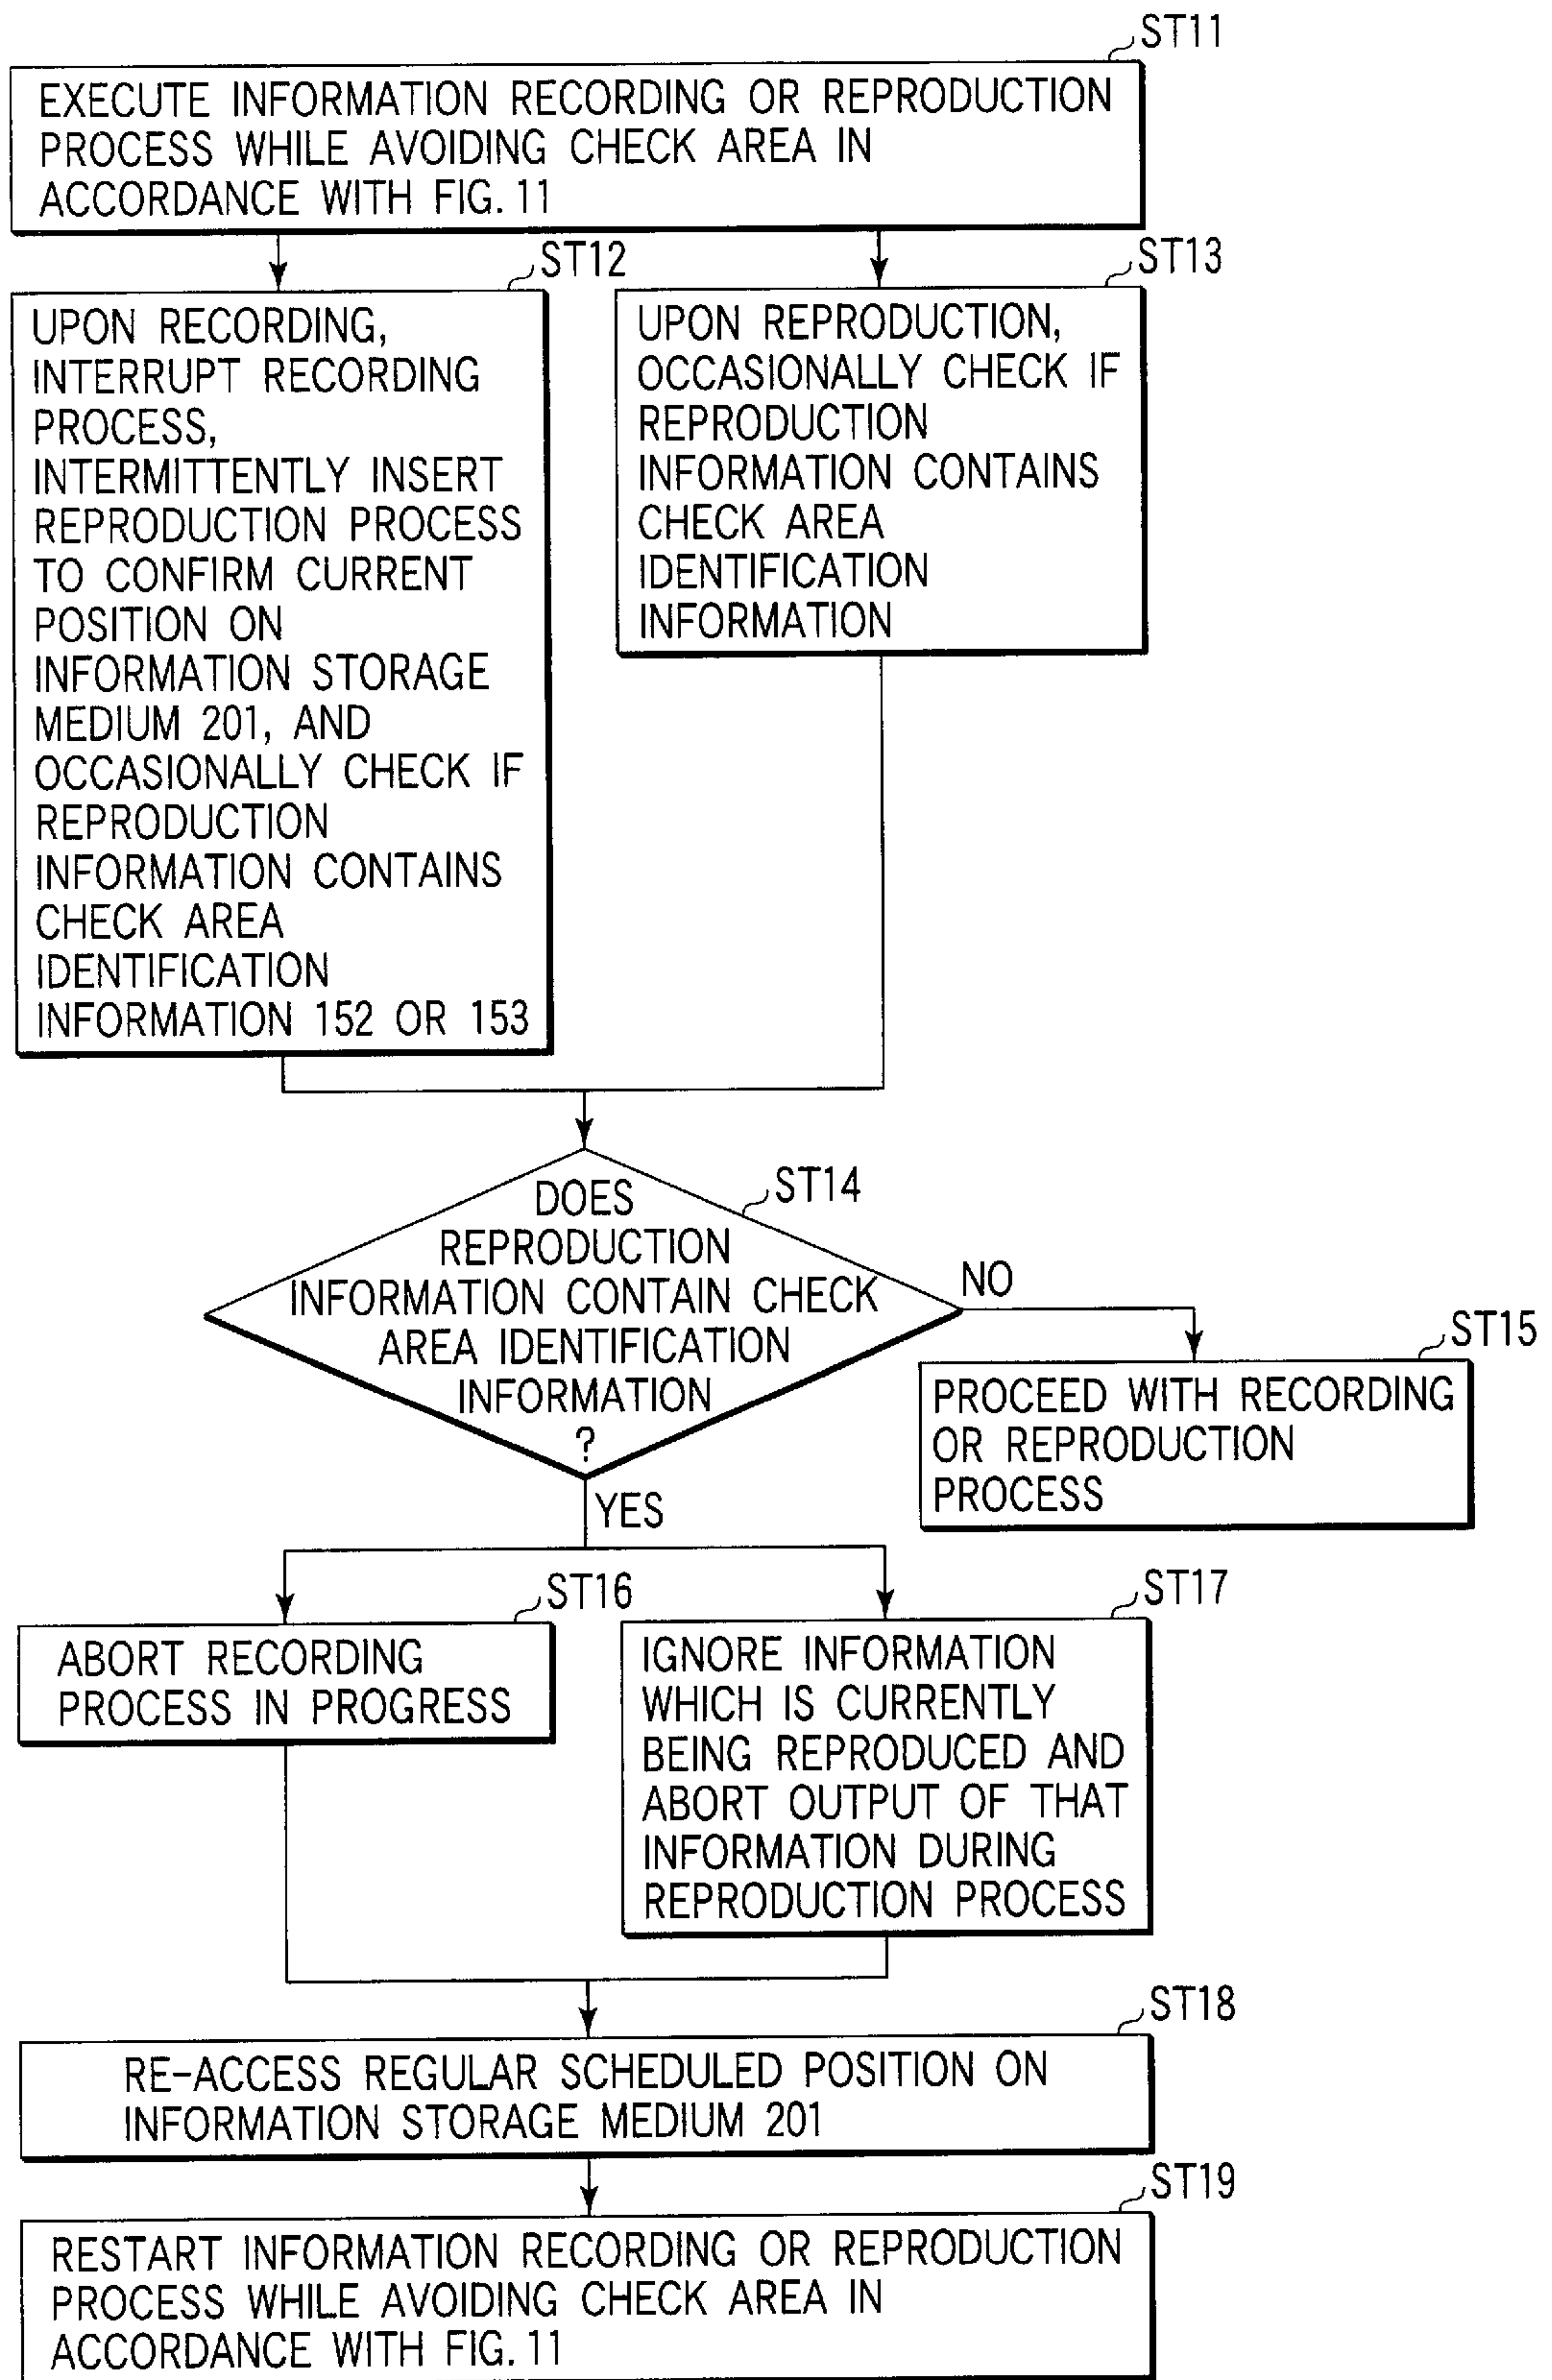 ST11
EXECUTE INFORMATION RECORDING OR REPRODUCTION
PROCESS WHILE AVOIDING CHECK AREA IN
ACCORDANCE WITH FIG. 11
ST12
UPON RECORDING,
INTERRUPT RECORDING
PROCESS,
INTERMITTENTLY INSERT
REPRODUCTION PROCESS
TO CONFIRM CURRENT
POSITION ON
INFORMATION STORAGE
MEDIUM 201, AND
OCCASIONALLY CHECK IF
REPRODUCTION
INFORMATION CONTAINS
CHECK AREA
IDENTIFICATION
INFORMATION 152 OR 153
ST13
UPON REPRODUCTION,
OCCASIONALLY CHECK IF
REPRODUCTION
INFORMATION CONTAINS
CHECK AREA
IDENTIFICATION
INFORMATION
ST14
DOES
REPRODUCTION
INFORMATION CONTAIN CHECK
AREA IDENTIFICATION
INFORMATION
?
NO
ST15
PROCEED WITH RECORDING
OR REPRODUCTION
PROCESS
YES
ST16
ABORT RECORDING
PROCESS IN PROGRESS
ST17
IGNORE INFORMATION
WHICH IS CURRENTLY
BEING REPRODUCED AND
ABORT OUTPUT OF THAT
INFORMATION DURING
REPRODUCTION PROCESS
ST18
RE-ACCESS REGULAR SCHEDULED POSITION ON
INFORMATION STORAGE MEDIUM 201
ST19
RESTART INFORMATION RECORDING OR REPRODUCTION
PROCESS WHILE AVOIDING CHECK AREA IN
ACCORDANCE WITH FIG. 11